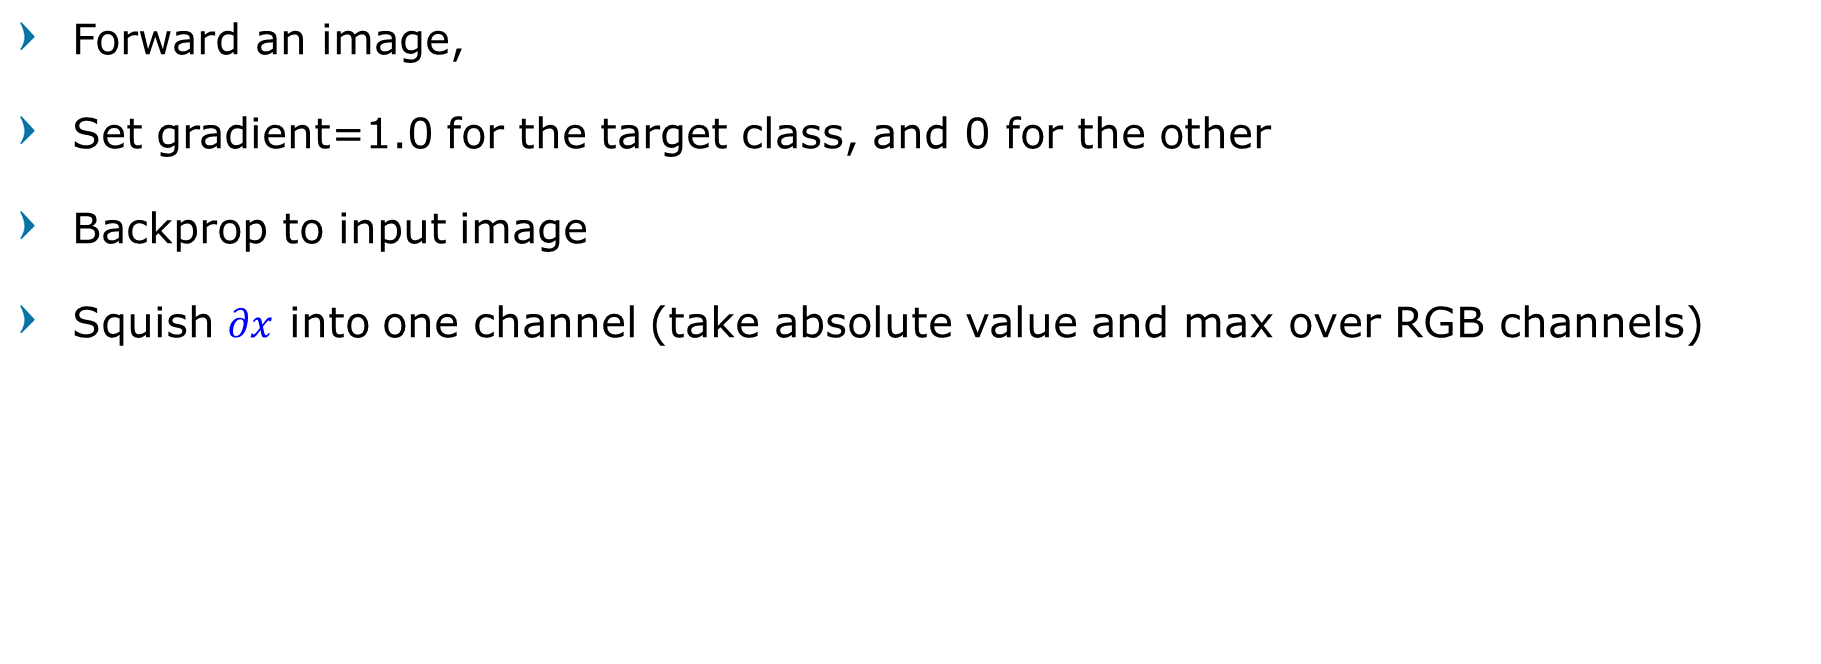 Forward an image,
Set gradient=1.0 for the target class, and 0 for the other
Backprop to input image
Squish ∂x into one channel (take absolute value and max over RGB channels)